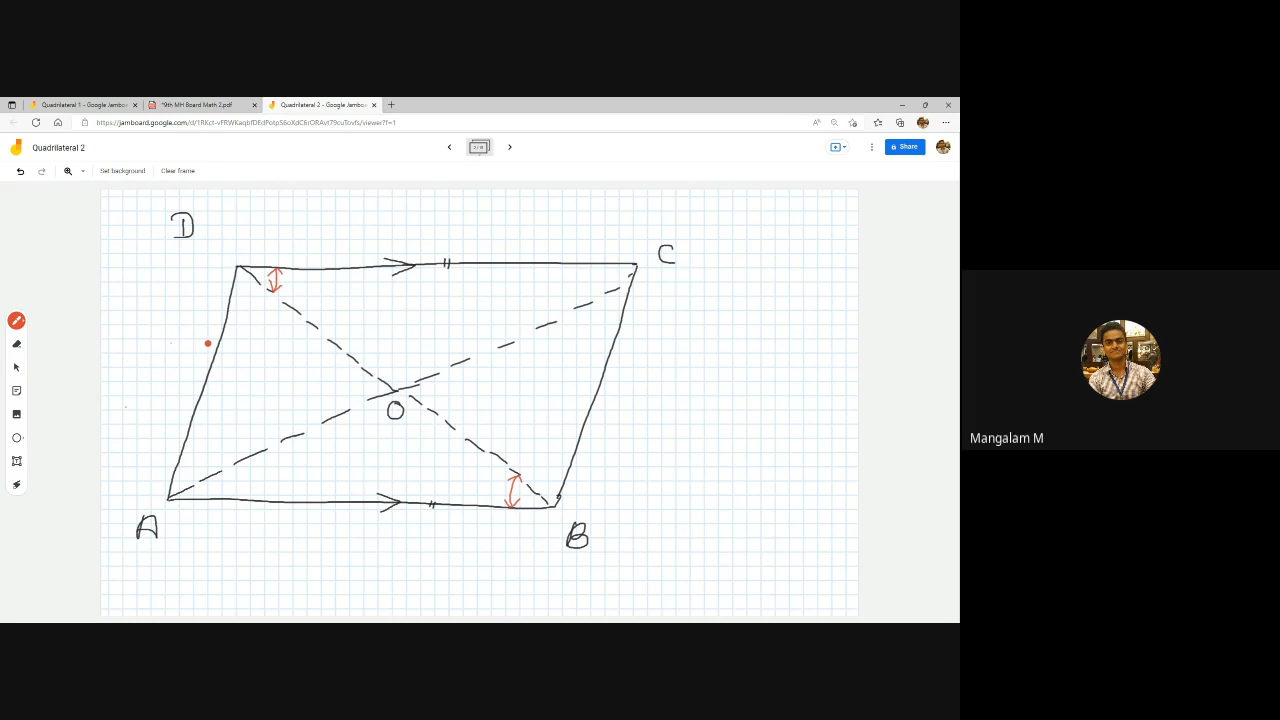 Quadrilateral 1 - Google Jambo
*9th MH Board Math 2.pdf
Quadrilateral 2 - Google Jambo
Quadrilateral 2
Share
Set background
Clear frame
D
C
O
A
B
Mangalam M